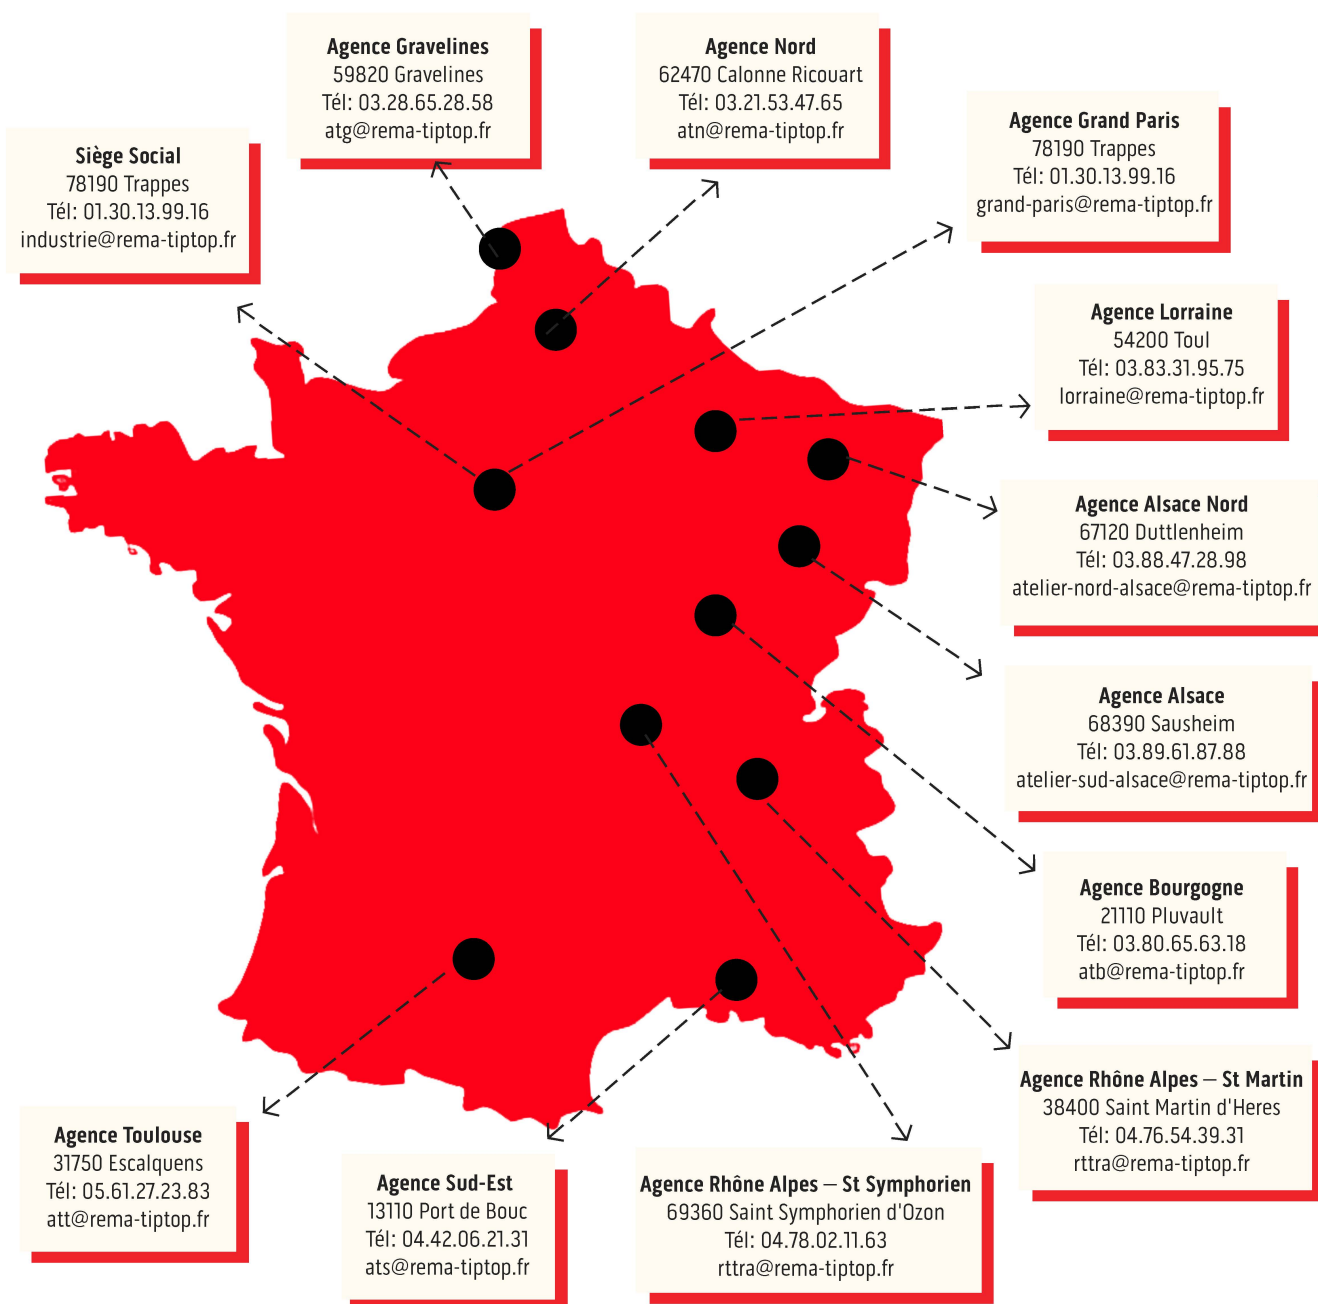 Agence Gravelines
59820 Gravelines
Tél: 03.28.65.28.58
atg@rema-tiptop.fr
Agence Nord
62470 Calonne Ricouart
Tél: 03.21.53.47.65
atn@rema-tiptop.fr
Agence Grand Paris
78190 Trappes
Tél: 01.30.13.99.16
grand-paris@rema-tiptop.fr
Siège Social
78190 Trappes
Tél: 01.30.13.99.16
industrie@rema-tiptop.fr
Agence Lorraine
54200 Toul
Tél: 03.83.31.95.75
lorraine@rema-tiptop.fr
Agence Alsace Nord
67120 Duttlenheim
Tél: 03.88.47.28.98
atelier-nord-alsace@rema-tiptop.fr
Agence Alsace
68390 Sausheim
Tél: 03.89.61.87.88
atelier-sud-alsace@rema-tiptop.fr
Agence Bourgogne
21110 Pluvault
Tél: 03.80.65.63.18
atb@rema-tiptop.fr
Agence Rhône Alpes – St Martin
38400 Saint Martin d'Heres
Tél: 04.76.54.39.31
rttra@rema-tiptop.fr
Agence Toulouse
31750 Escalquens
Tél: 05.61.27.23.83
att@rema-tiptop.fr
Agence Sud-Est
13110 Port de Bouc
Tél: 04.42.06.21.31
ats@rema-tiptop.fr
Agence Rhône Alpes – St Symphorien
69360 Saint Symphorien d'Ozon
Tél: 04.78.02.11.63
rttra@rema-tiptop.fr